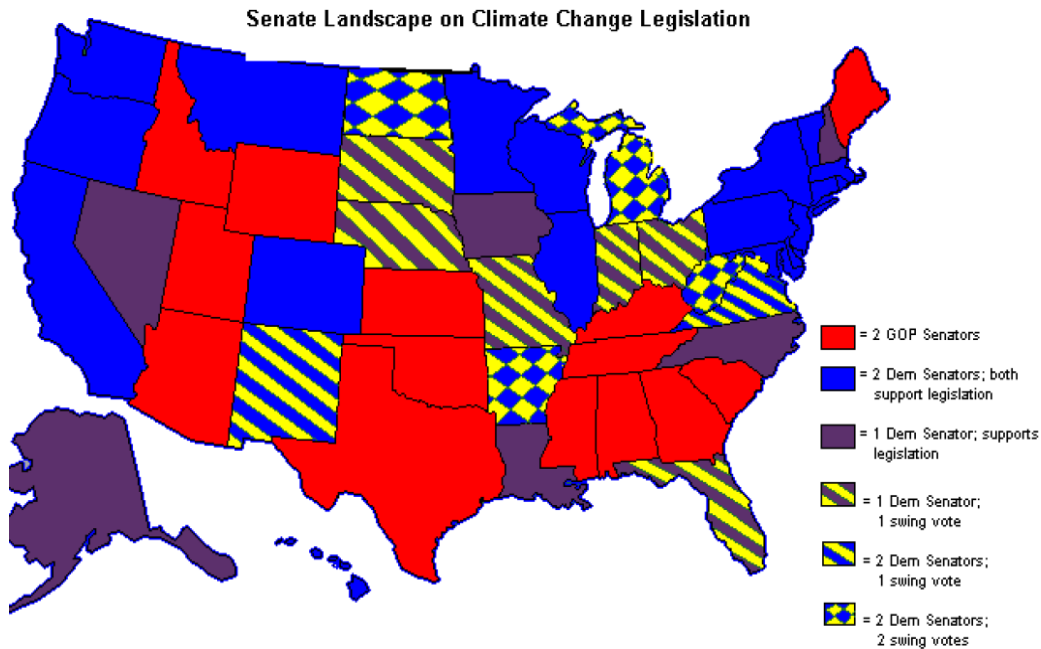 Senate Landscape on Climate Change Legislation
= 2 GOP Senators
= 2 Dem Senators; both
support legislation
= 1 Dem Senator; supports
legislation
= 1 Dem Senator;
1 swing vote
= 2 Dem Senators;
1 swing vote
= 2 Dem Senators;
2 swing votes